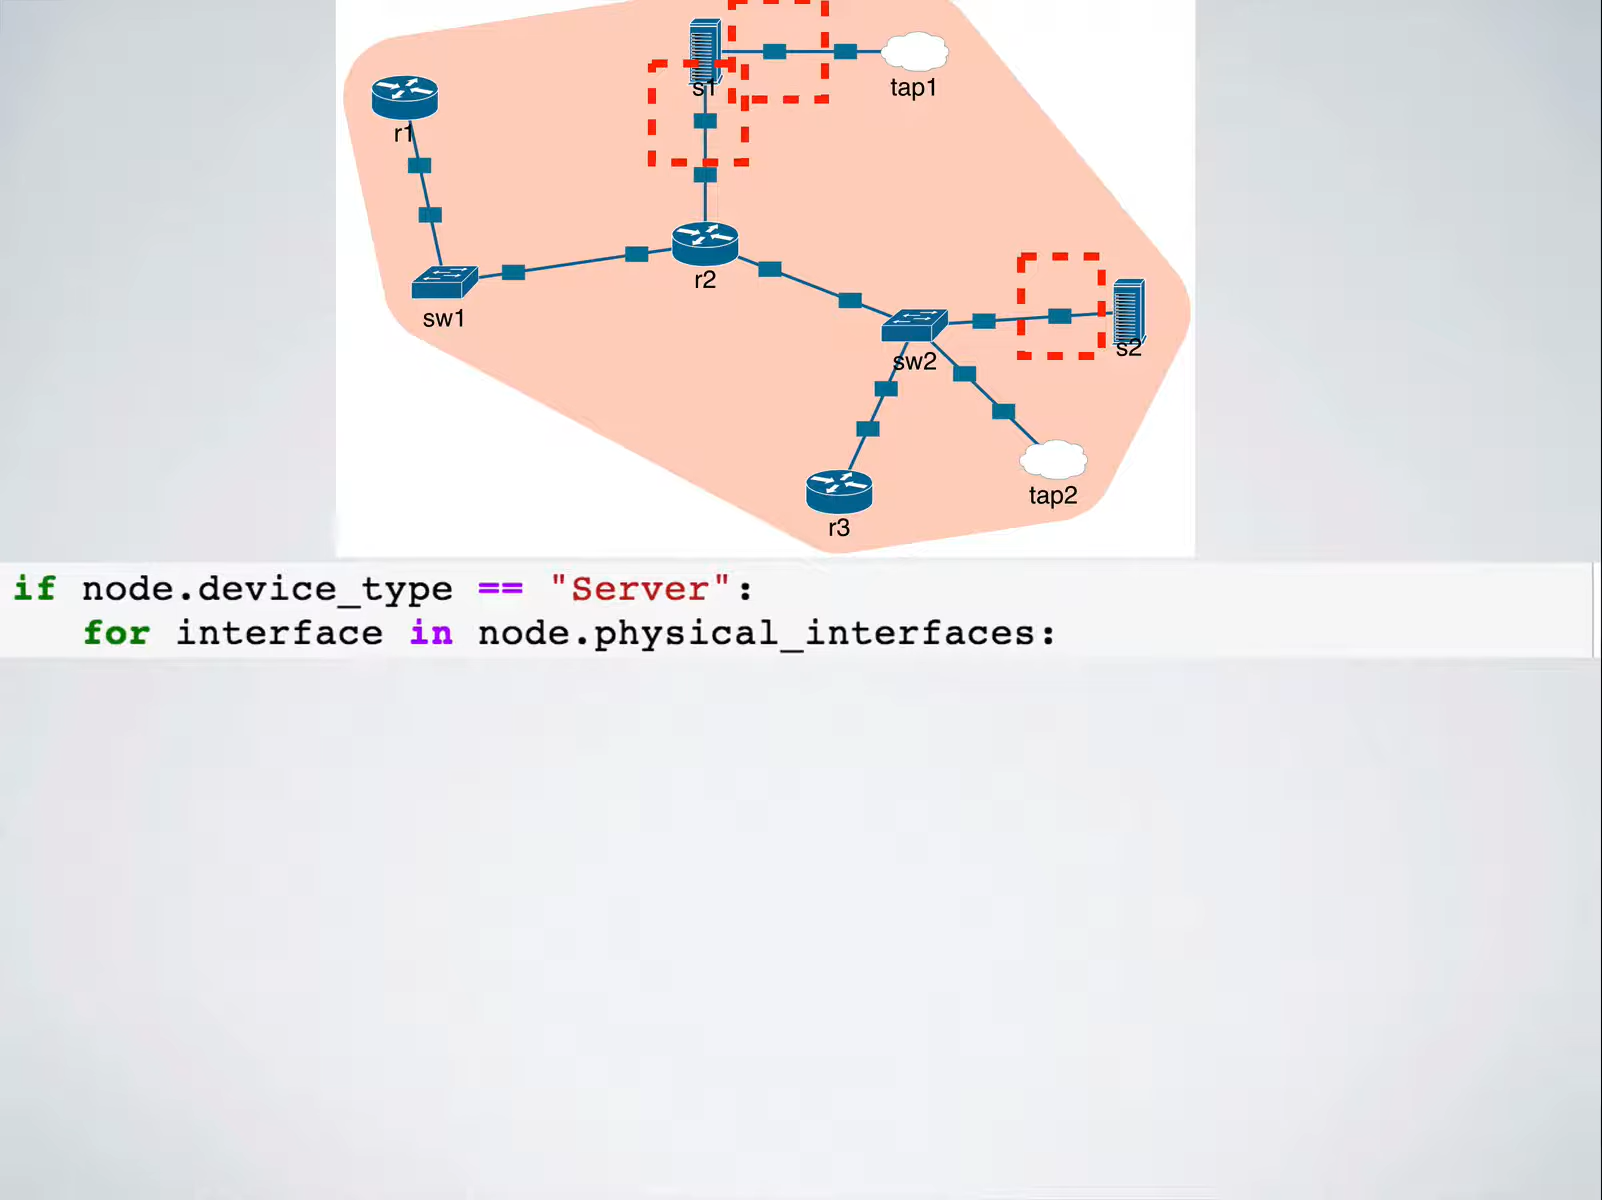 s1
tap1
r1
r2
sw1
sw2
s2
tap2
r3
if node.device_type == "Server":
    for interface in node.physical_interfaces: